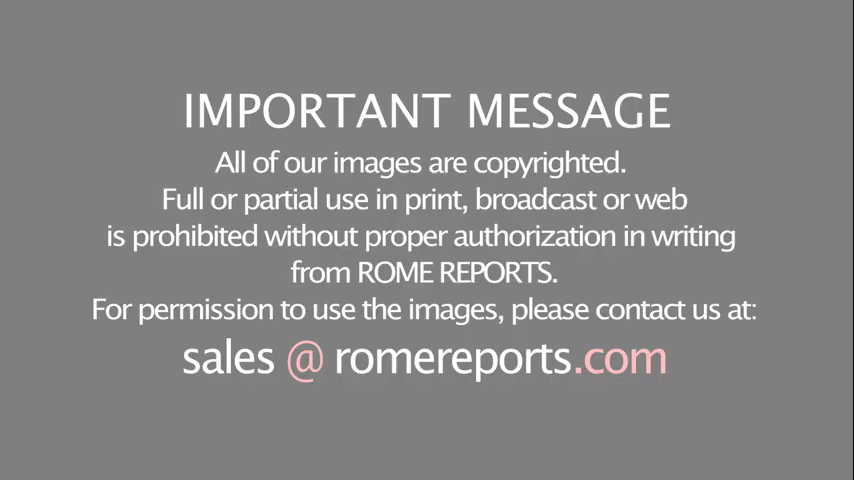 IMPORTANT MESSAGE
All of our images are copyrighted.
Full or partial use in print, broadcast or web
is prohibited without proper authorization in writing
from ROME REPORTS.
For permission to use the images, please contact us at:
sales @ romereports.com